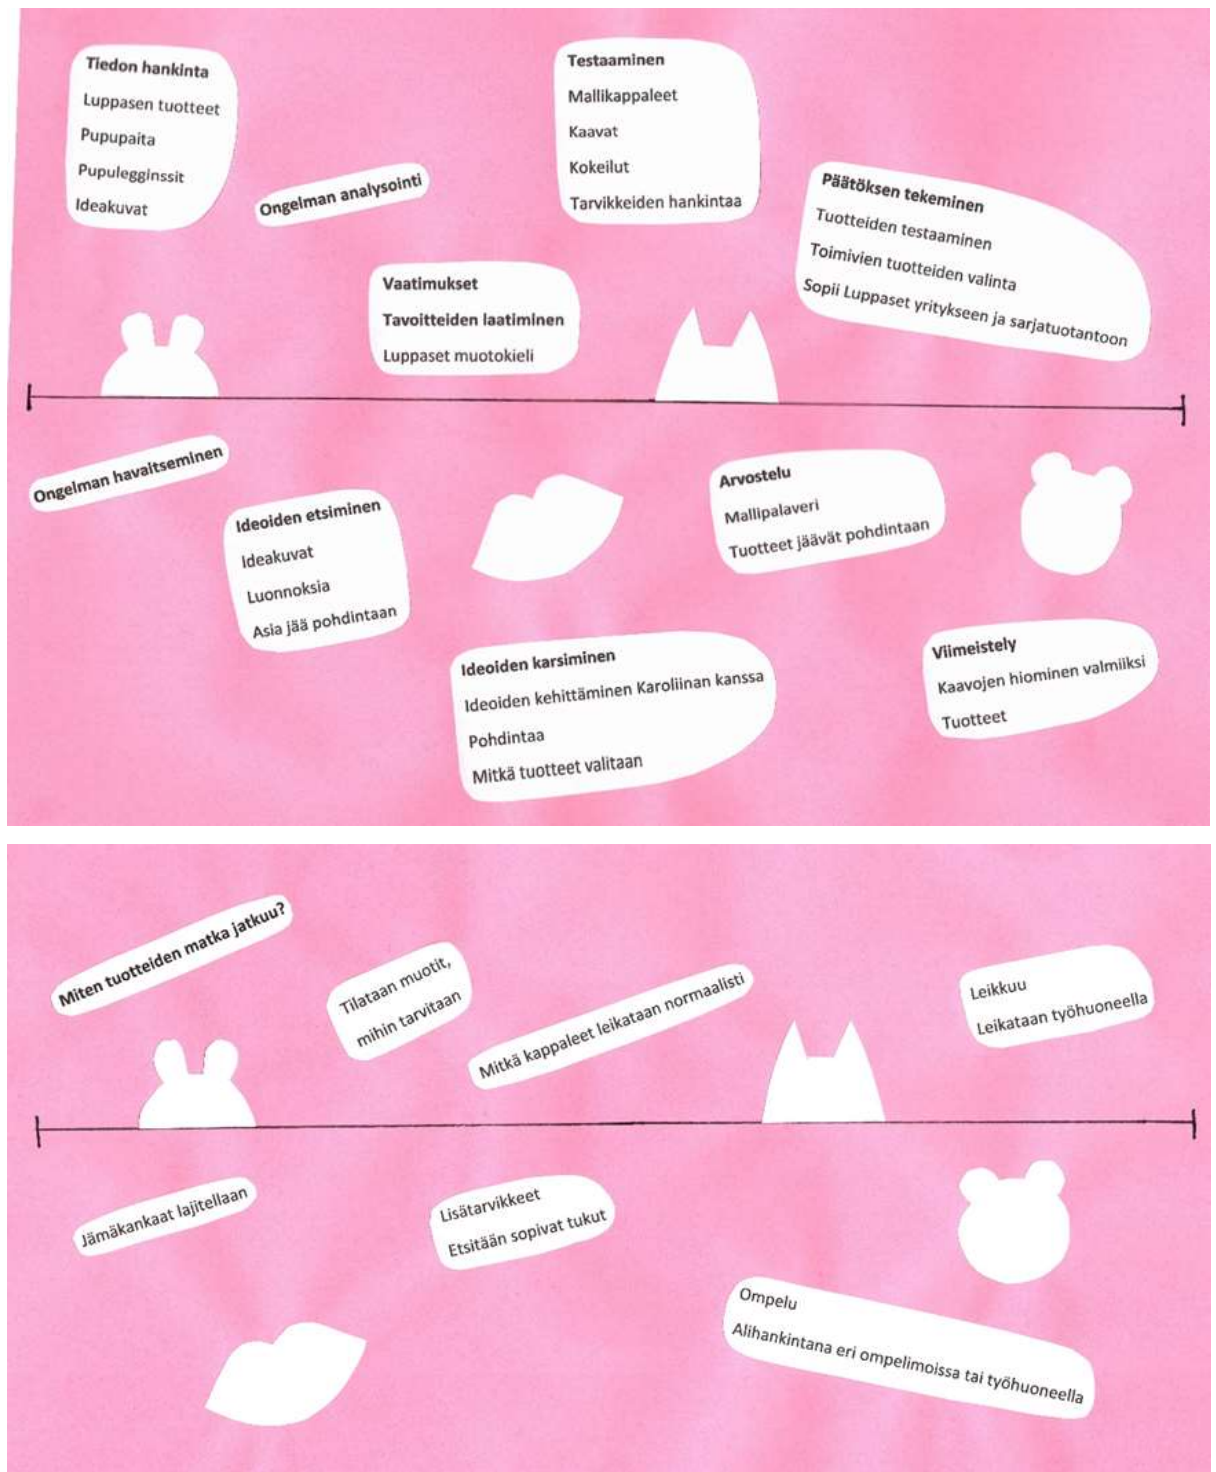 Tiedon hankinta
Luppasen tuotteet
Pupupaita
Pupulegginssit
Ideakuvat
Ongelman analysointi
Testaaminen
Mallikappaleet
Kaavat
Kokeilut
Tarvikkeiden hankintaa
Päätöksen tekeminen
Tuotteiden testaaminen
Toimivien tuotteiden valinta
Sopii Luppaset yritykseen ja sarjatuotantoon
Vaatimukset
Tavoitteiden laatiminen
Luppaset muotokieli
Ongelman havaitseminen
Ideoiden etsiminen
Ideakuvat
Luonnoksia
Asia jää pohdintaan
Arvostelu
Mallipalaveri
Tuotteet jäävät pohdintaan
Ideoiden karsiminen
Ideoiden kehittäminen Karoliinan kanssa
Pohdintaa
Mitkä tuotteet valitaan
Viimeistely
Kaavojen hiominen valmiiksi
Tuotteet
Miten tuotteiden matka jatkuu?
Tilataan muotit,
mihin tarvitaan
Mitkä kappaleet leikataan normaalisti
Leikkuu
Leikataan työhuoneella
Jämäkankaat lajitellaan
Lisätarvikkeet
Etsitään sopivat tukut
Ompelu
Alihankintana eri ompelimoissa tai työhuoneella